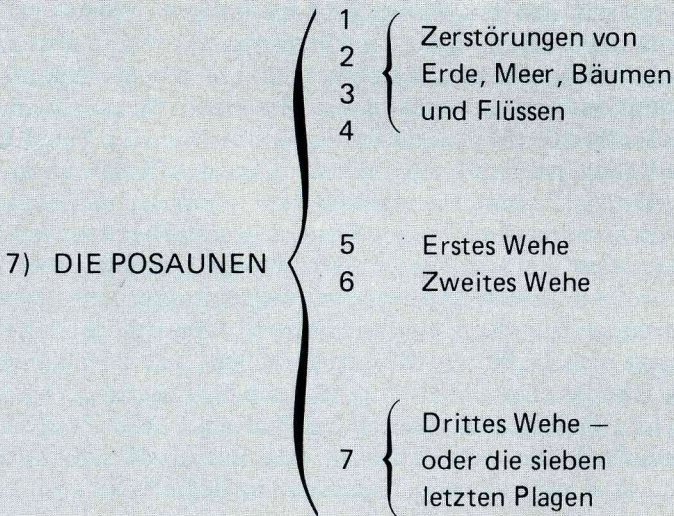 1
Zerstörungen von
2
Erde, Meer, Bäumen
3
und Flüssen
4
7) DIE POSAUNEN
5 Erstes Wehe
6 Zweites Wehe
Drittes Wehe —
7 oder die sieben
letzten Plagen